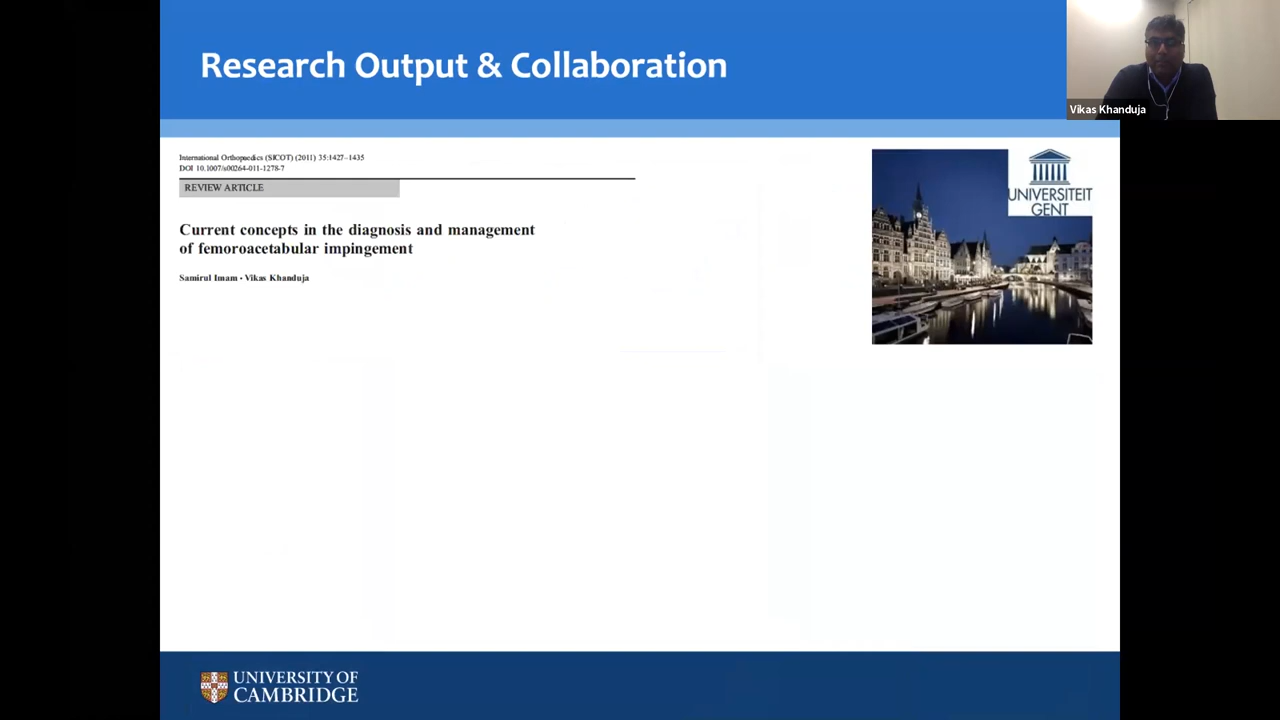 Research Output & Collaboration
Vikas Khanduja
International Orthopaedics (SICOT) (2011) 35:1427–1435
DOI 10.1007/s00264-011-1278-7
REVIEW ARTICLE
Current concepts in the diagnosis and management
of femoroacetabular impingement
Samirul Imam · Vikas Khanduja
UNIVERSITEIT
GENT
UNIVERSITY OF
CAMBRIDGE